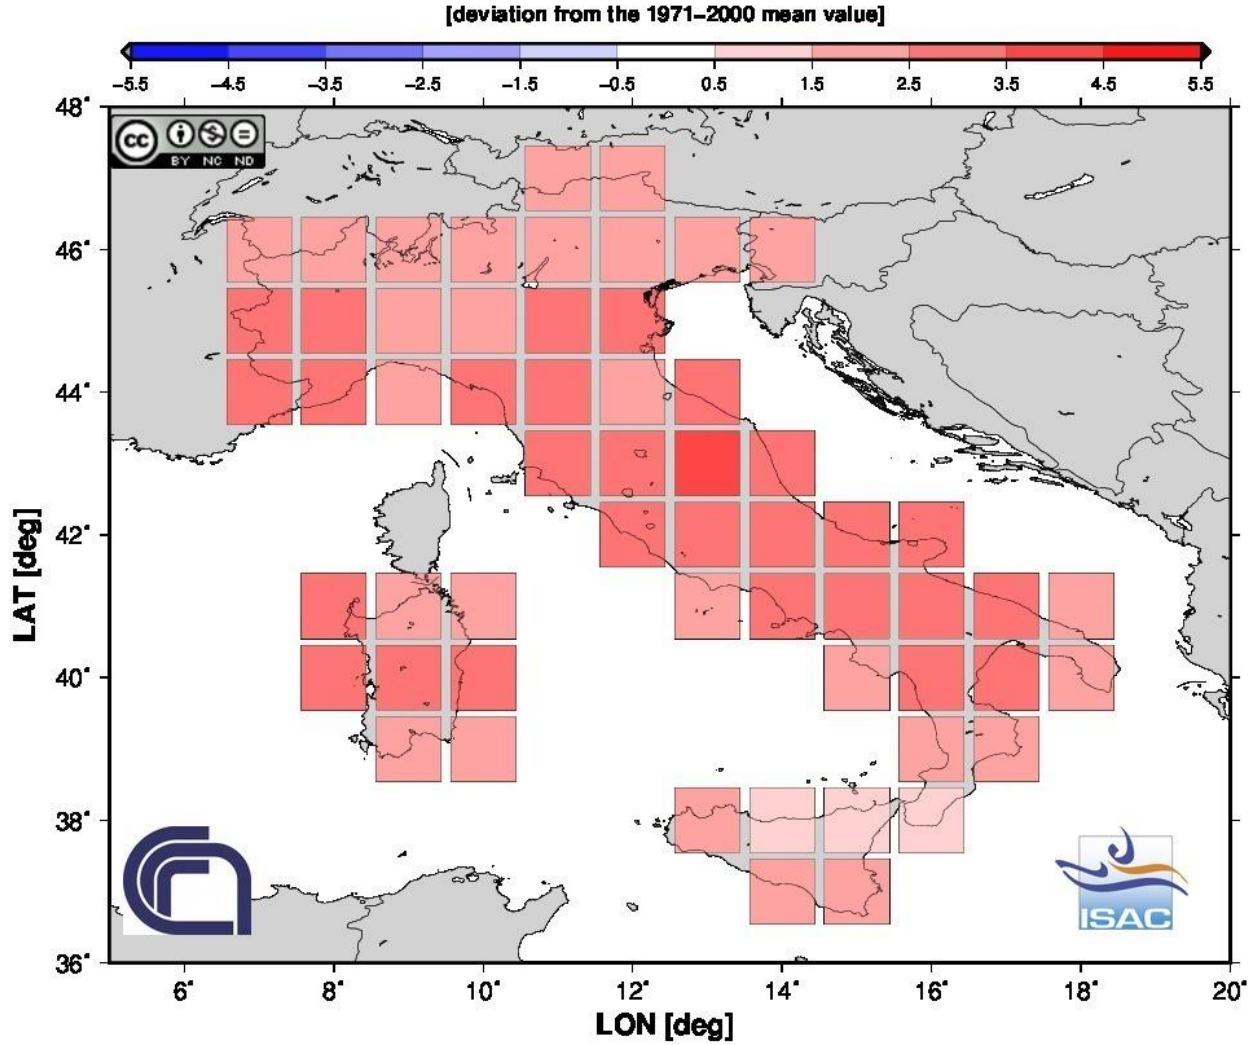 [deviation from the 1971–2000 mean value]
−5.5 −4.5 −3.5 −2.5 −1.5 −0.5 0.5 1.5 2.5 3.5 4.5 5.5
48°
cc
BY NC ND
46°
44°
42°
LAT [deg]
40°
38°
ISAC
36°
6° 8° 10° 12° 14° 16° 18° 20°
LON [deg]